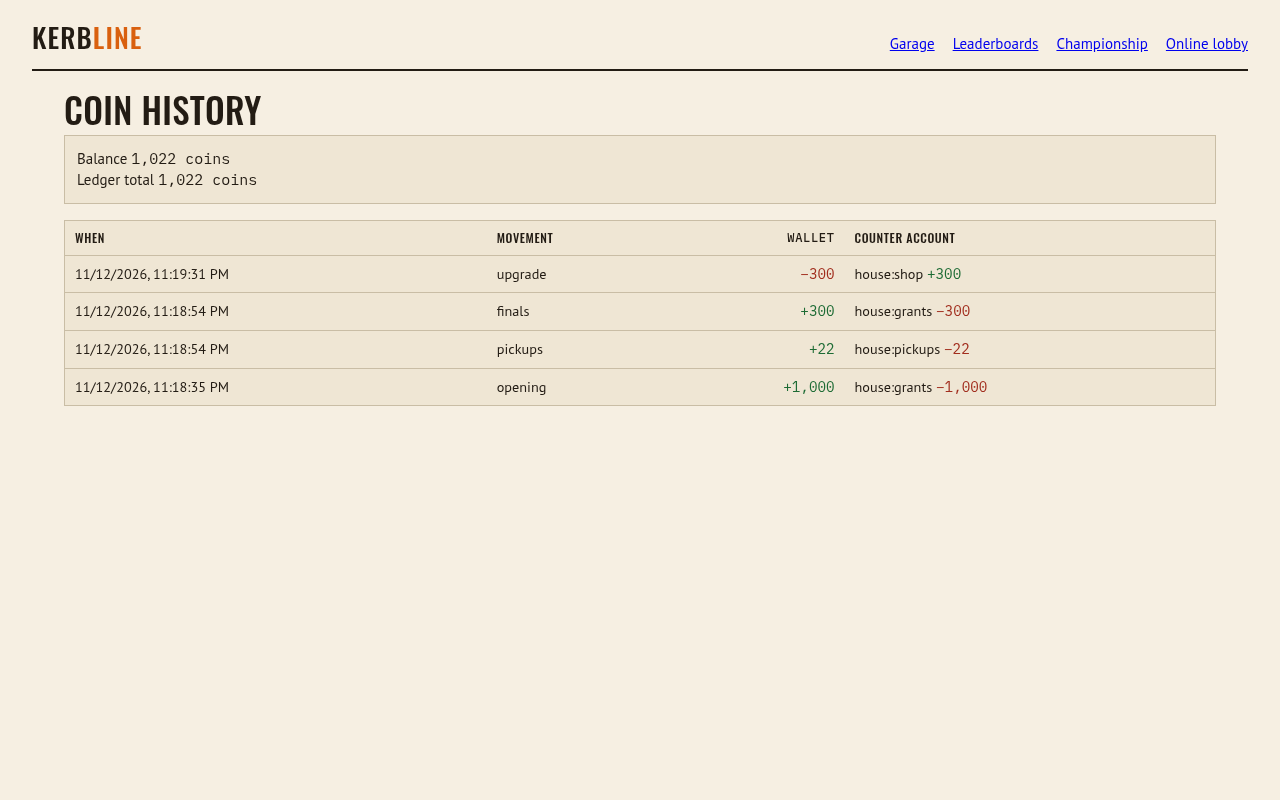 KERBLINE
Garage Leaderboards Championship Online lobby
COIN HISTORY
Balance 1,022 coins
Ledger total 1,022 coins
WHEN MOVEMENT WALLET COUNTER ACCOUNT
11/12/2026, 11:19:31 PM upgrade −300 house:shop +300
11/12/2026, 11:18:54 PM finals +300 house:grants −300
11/12/2026, 11:18:54 PM pickups +22 house:pickups −22
11/12/2026, 11:18:35 PM opening +1,000 house:grants −1,000